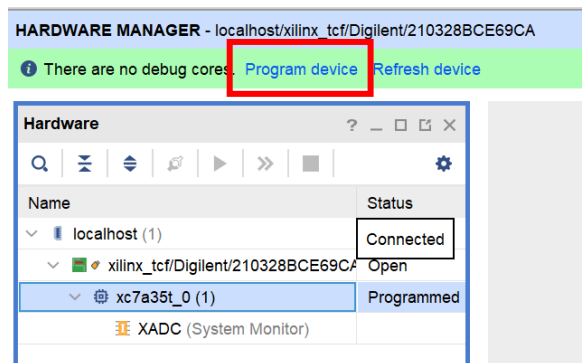 HARDWARE MANAGER - localhost/xilinx_tcf/Digilent/210328BCE69CA
There are no debug cores. Program device Refresh device
Hardware ? _
Name Status
localhost (1) Connected
xilinx_tcf/Digilent/210328BCE69CA Open
xc7a35t_0 (1) Programmed
XADC (System Monitor)